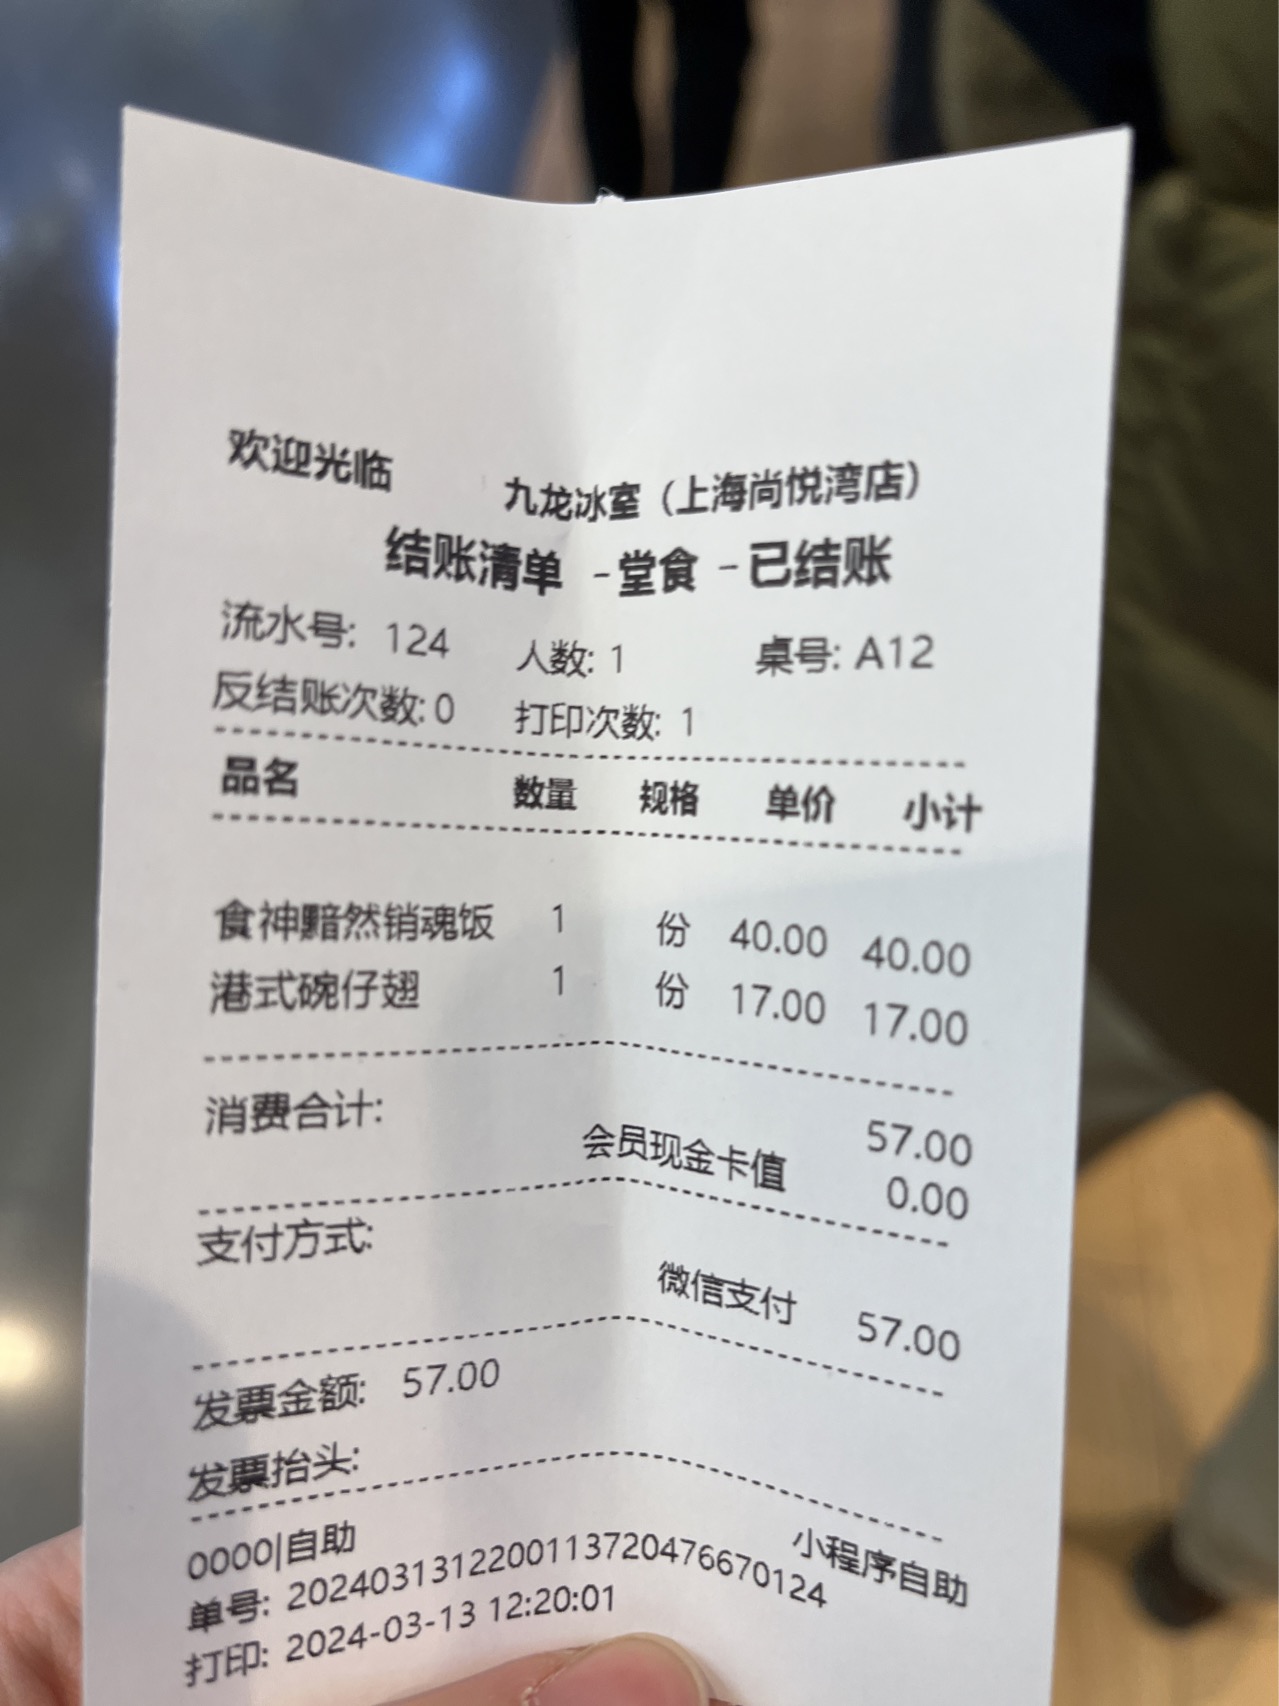 欢迎光临
九龙冰室（上海尚悦湾店）
结账清单 -堂食 -已结账
流水号: 124 人数: 1 桌号: A12
反结账次数:0 打印次数: 1
品名 数量 规格 单价 小计
食神黯然销魂饭 1 份 40.00 40.00
港式碗仔翅 1 份 17.00 17.00
消费合计: 57.00
会员现金卡值 0.00
支付方式:
微信支付 57.00
发票金额: 57.00
发票抬头:
0000|自助 小程序自助
单号: 2024031312200113720476670124
打印: 2024-03-13 12:20:01